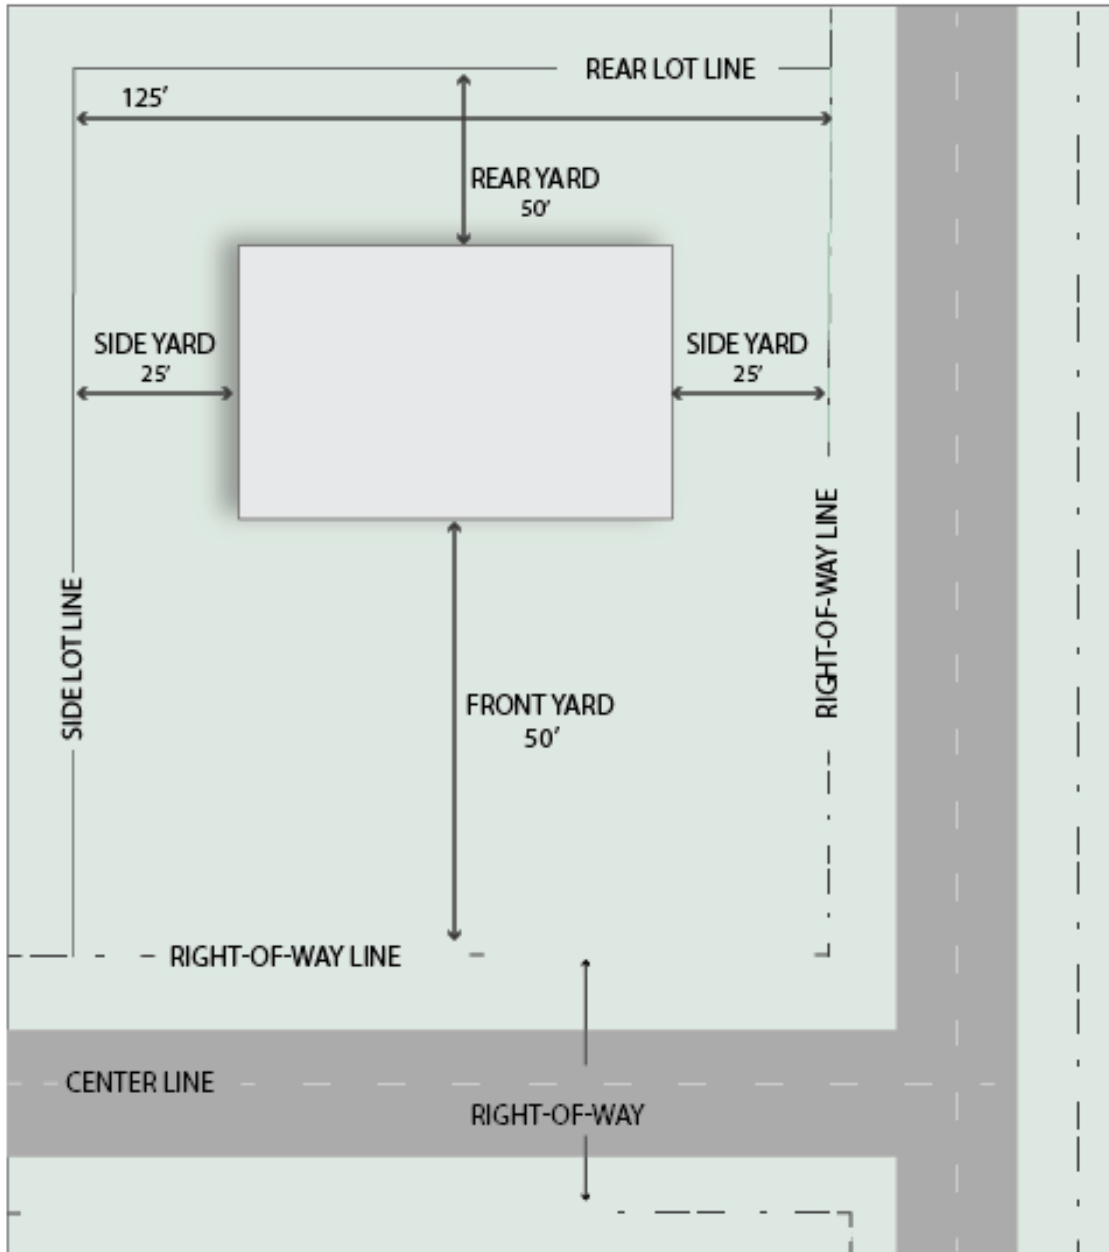 REAR LOT LINE
125'
REAR YARD
50'
SIDE YARD
25'
SIDE YARD
25'
RIGHT-OF-WAY LINE
SIDE LOT LINE
FRONT YARD
50'
RIGHT-OF-WAY LINE
CENTER LINE
RIGHT-OF-WAY